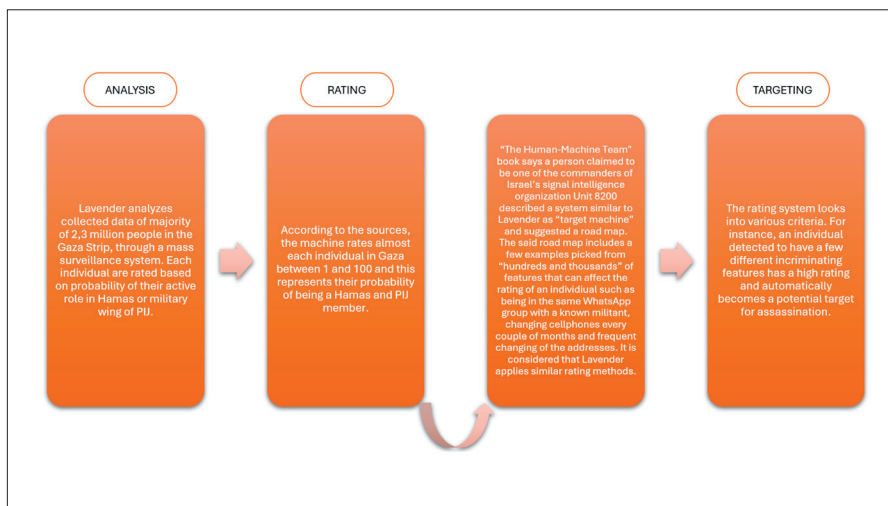 ANALYSIS
Lavender analyzes
collected data of majority
of 2,3 million people in the
Gaza Strip, through a mass
surveillance system. Each
individual are rated based
on probability of their active
role in Hamas or military
wing of PIJ.
RATING
According to the sources,
the machine rates almost
each individual in Gaza
between 1 and 100 and this
represents their probability
of being a Hamas and PIJ
member.
“The Human-Machine Team”
book says a person claimed to
be one of the commanders of
Israel's signal intelligence
organization Unit 8200
described a system similar to
Lavender as “target machine”
and suggested a road map.
The said road map includes a
few examples picked from
“hundreds and thousands” of
features that can affect the
rating of an individual such as
being in the same WhatsApp
group with a known militant,
changing cellphones every
couple of months and frequent
changing of the addresses. It is
considered that Lavender
applies similar rating methods.
TARGETING
The rating system looks
into various criteria. For
instance, an individual
detected to have a few
different incriminating
features has a high rating
and automatically
becomes a potential target
for assassination.